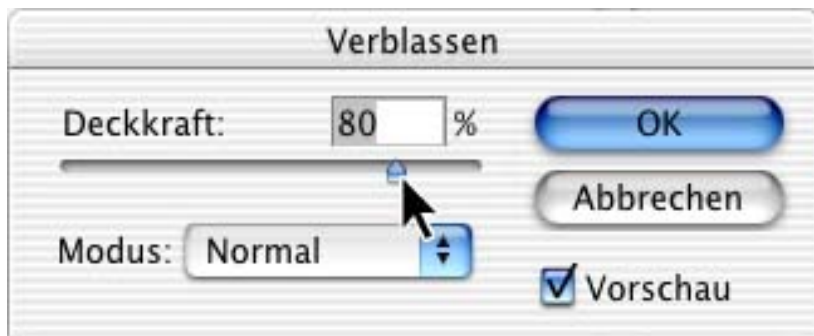 Verblassen
Deckkraft: 80 %
OK
Abbrechen
Modus: Normal
Vorschau